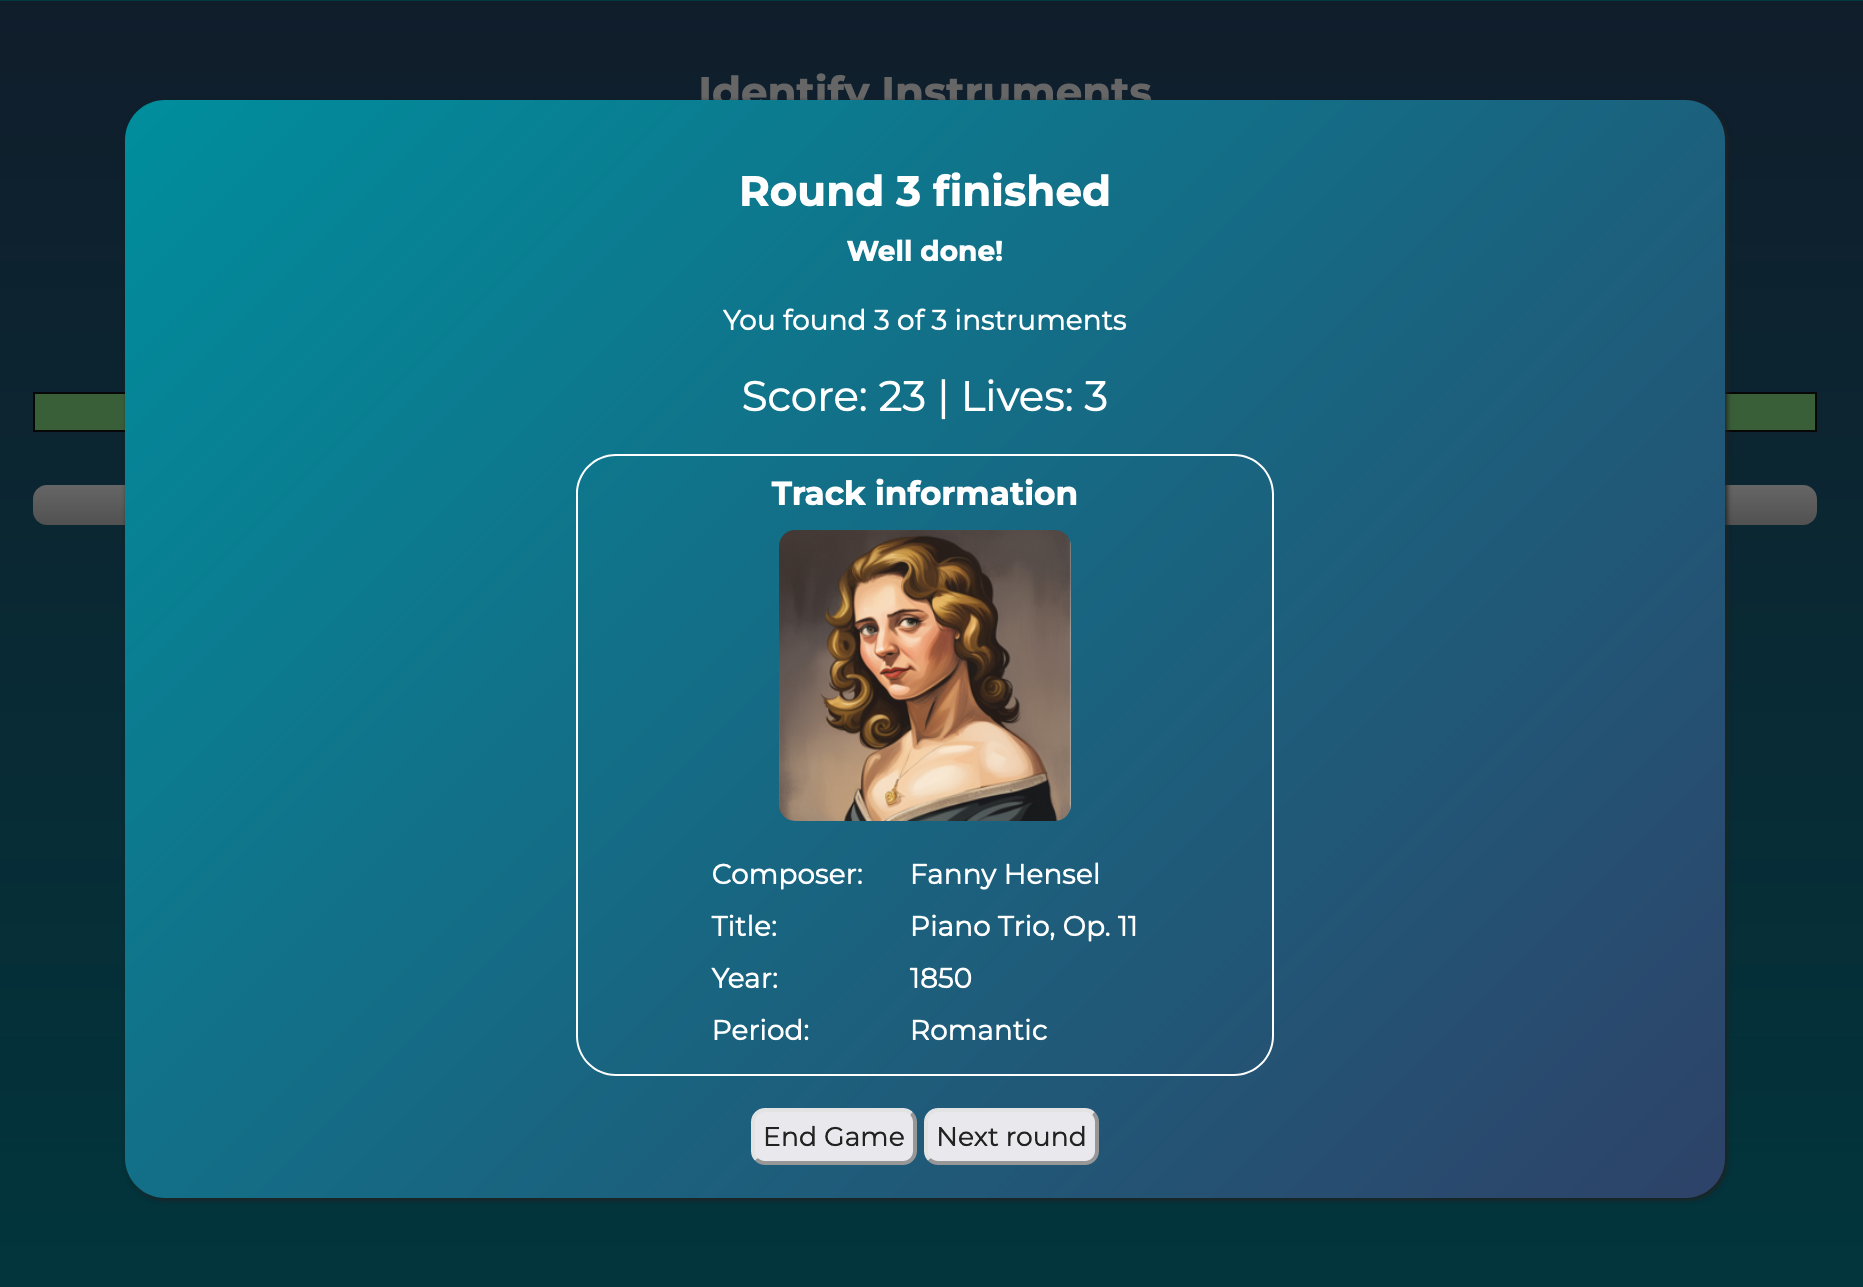 Identify Instruments
Round 3 finished
Well done!
You found 3 of 3 instruments
Score: 23 | Lives: 3
Track information
Composer: Fanny Hensel
Title: Piano Trio, Op. 11
Year: 1850
Period: Romantic
End Game Next round